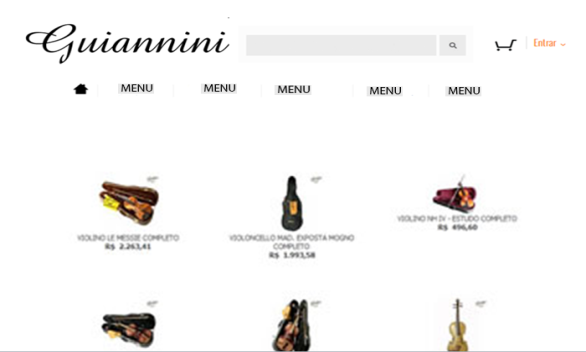 Guiannini
Entrar
MENU
MENU
MENU
MENU
MENU
VIOLINO LE MESSIE COMPLETO
R$ 2.263,41
VIOLONCELLO MAD. EXPOSTA MOGNO
COMPLETO
R$ 1.993,58
VIOLINO NH IV - ESTUDO COMPLETO
R$ 496,60